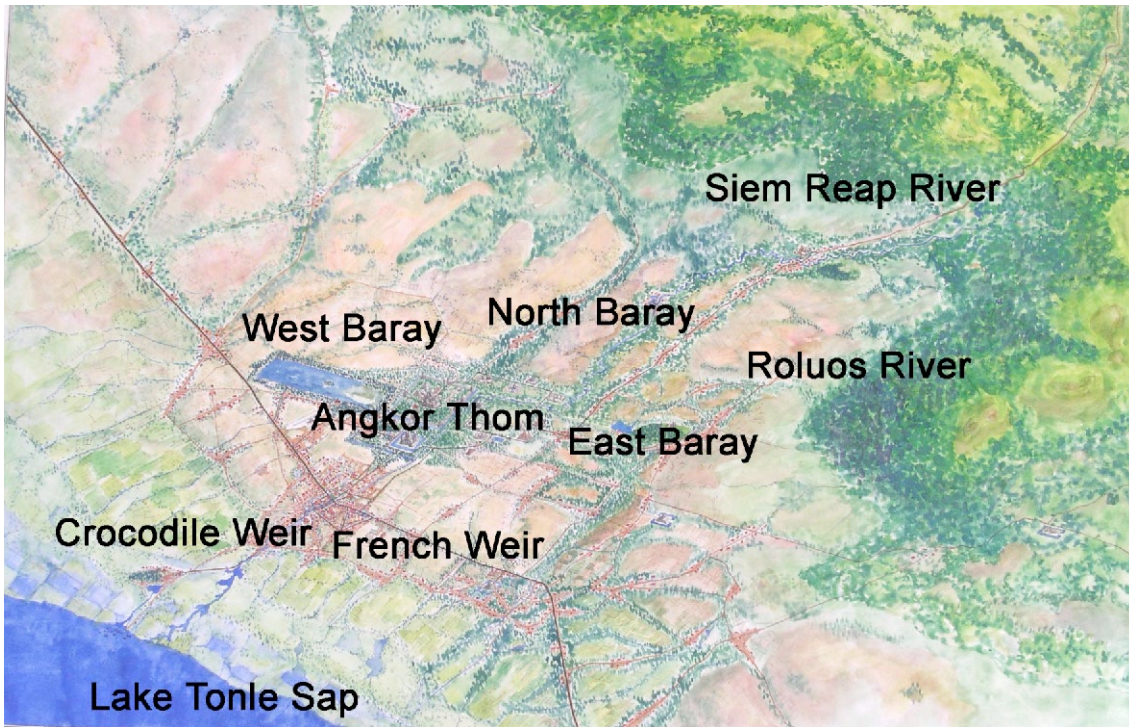 Siem Reap River
North Baray
West Baray
Roluos River
Angkor Thom
East Baray
Crocodile Weir
French Weir
Lake Tonle Sap